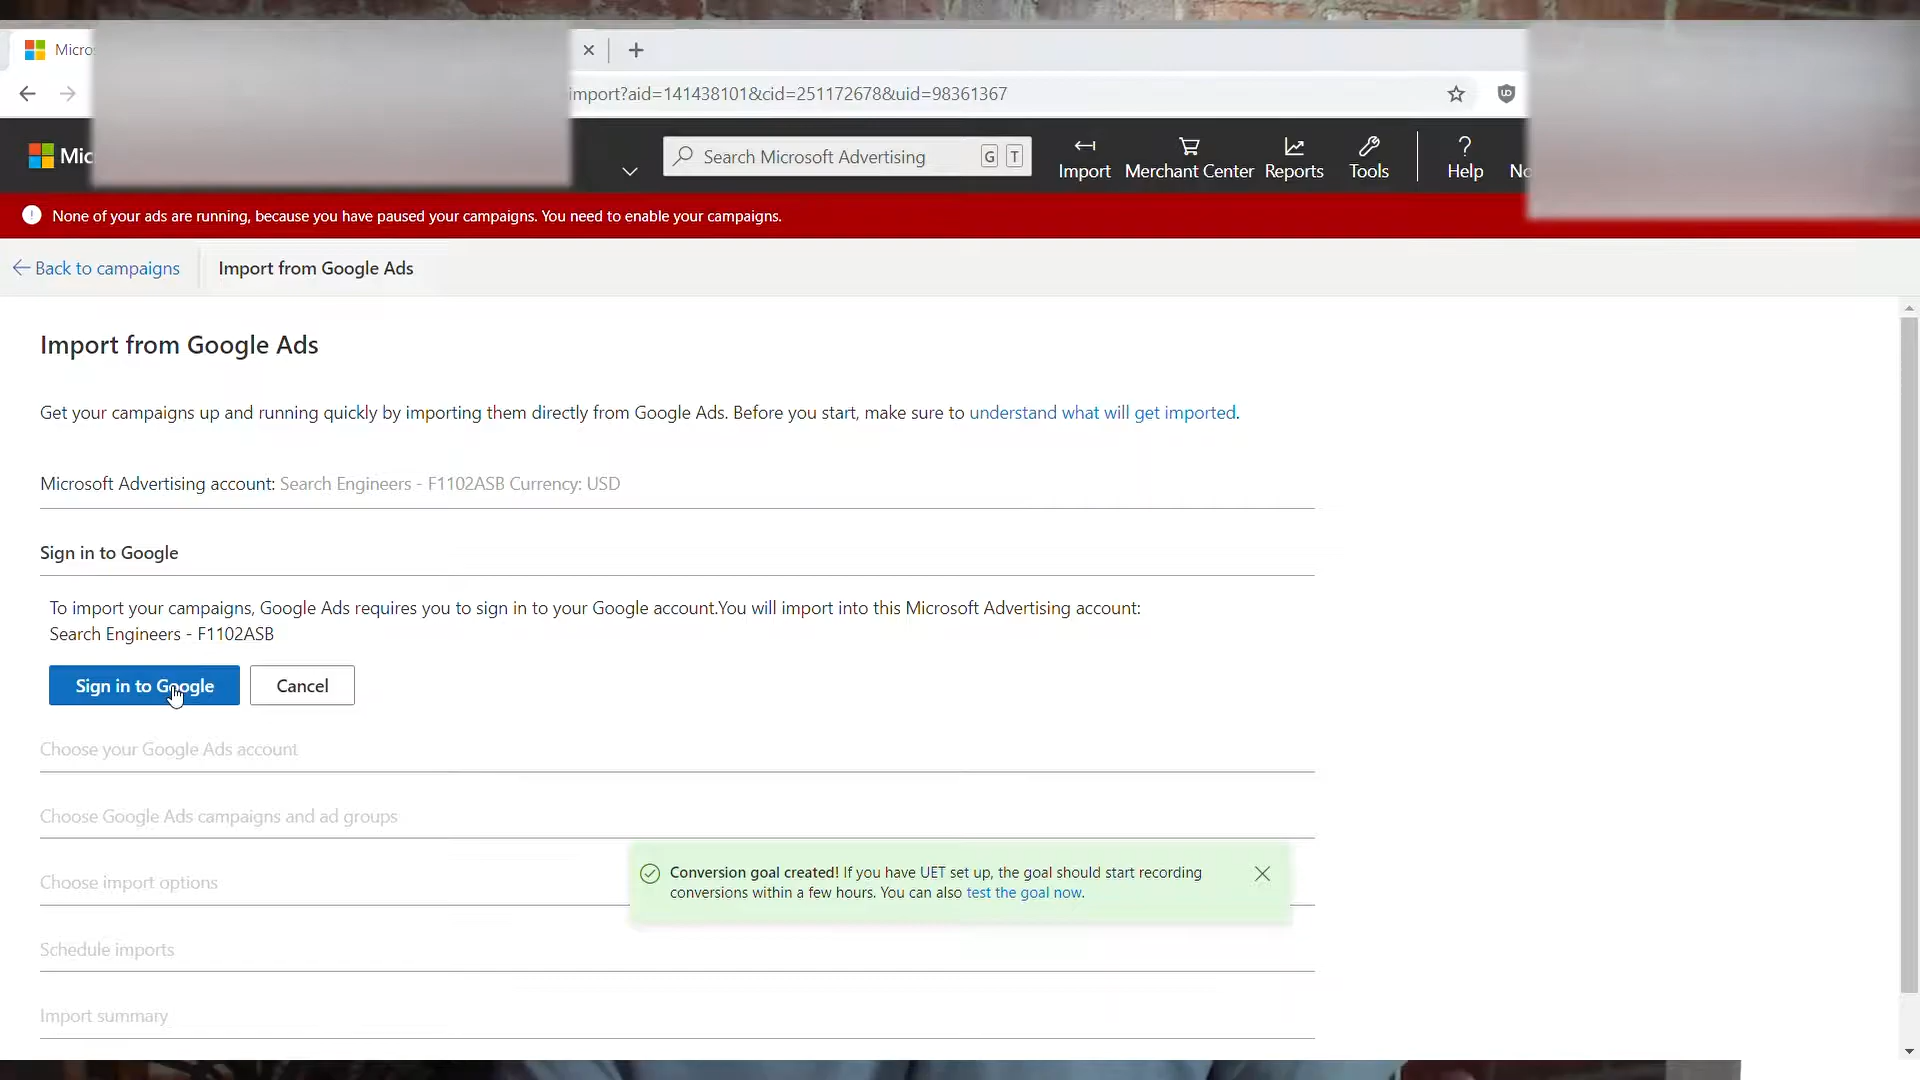 import?aid=141438101&cid=251172678&uid=98361367
Search Microsoft Advertising G T
Import
Merchant Center
Reports
Tools
Help
None of your ads are running, because you have paused your campaigns. You need to enable your campaigns.
Back to campaigns
Import from Google Ads
Import from Google Ads
Get your campaigns up and running quickly by importing them directly from Google Ads. Before you start, make sure to understand what will get imported.
Microsoft Advertising account: Search Engineers - F1102ASB Currency: USD
Sign in to Google
To import your campaigns, Google Ads requires you to sign in to your Google account.You will import into this Microsoft Advertising account:
Search Engineers - F1102ASB
Sign in to Google
Cancel
Choose your Google Ads account
Choose Google Ads campaigns and ad groups
Choose import options
Conversion goal created! If you have UET set up, the goal should start recording
conversions within a few hours. You can also test the goal now.
Schedule imports
Import summary